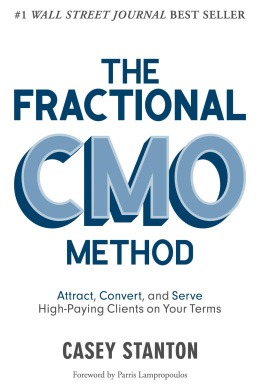 #1 WALL STREET JOURNAL BEST SELLER
THE
FRACTIONAL
CMO
METHOD
Attract, Convert, and Serve
High-Paying Clients on Your Terms
CASEY STANTON
Foreword by Parris Lampropoulos